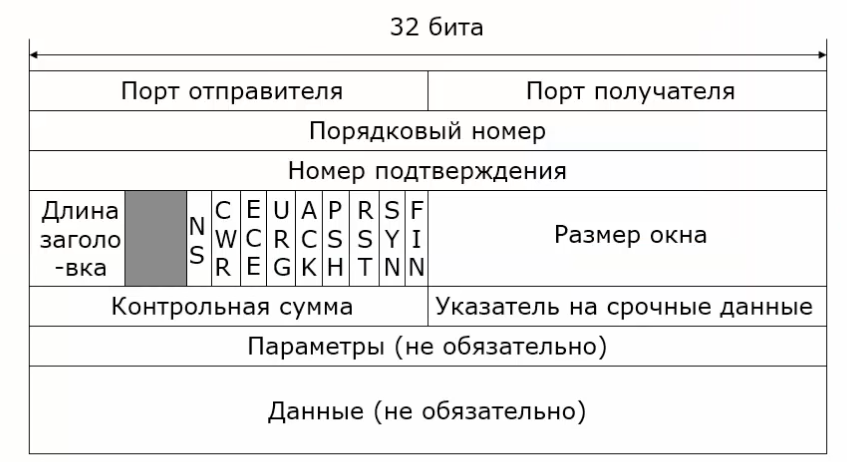 32 бита
Порт отправителя
Порт получателя
Порядковый номер
Номер подтверждения
Длина
заголо
-вка
NS
CWR
ECE
URG
ACK
PSH
RST
SYN
FIN
Размер окна
Контрольная сумма
Указатель на срочные данные
Параметры (не обязательно)
Данные (не обязательно)